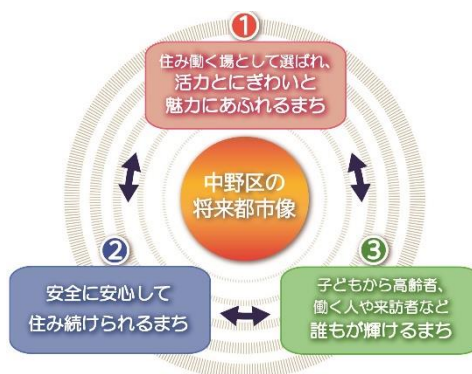 1
住み働く場として選ばれ、
活力とにぎわいと
魅力にあふれるまち
中野区の
将来都市像
2
安全に安心して
住み続けられるまち
3
子どもから高齢者、
働く人や来訪者など
誰もが輝けるまち